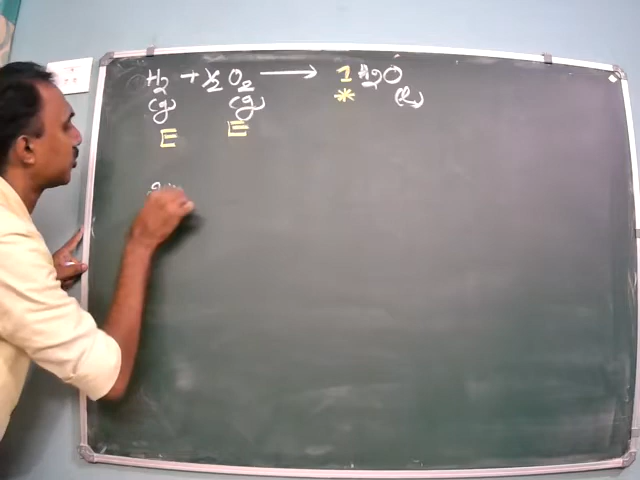 H₂ + ½ O₂ ⟶ 1 H₂O
(g) (g) * (l)
E E